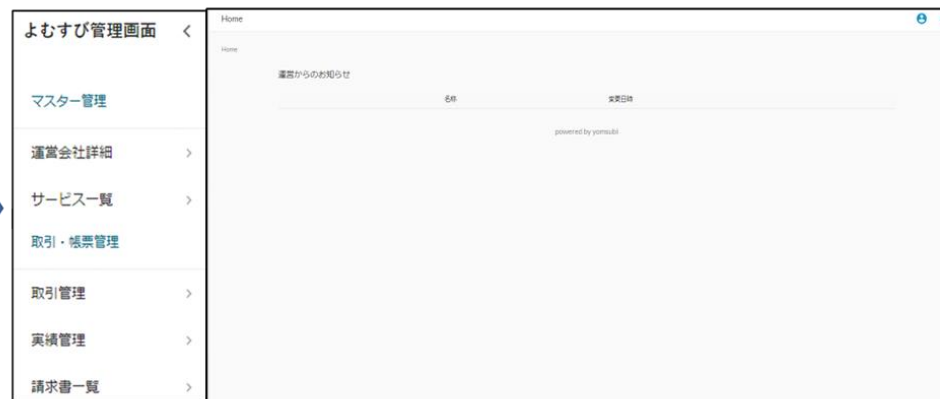 よむすび管理画面
マスター管理
運営会社詳細
サービス一覧
取引・帳票管理
取引管理
実績管理
請求書一覧
Home
Home
運営からのお知らせ
名称 変更日時
powered by yomsubi